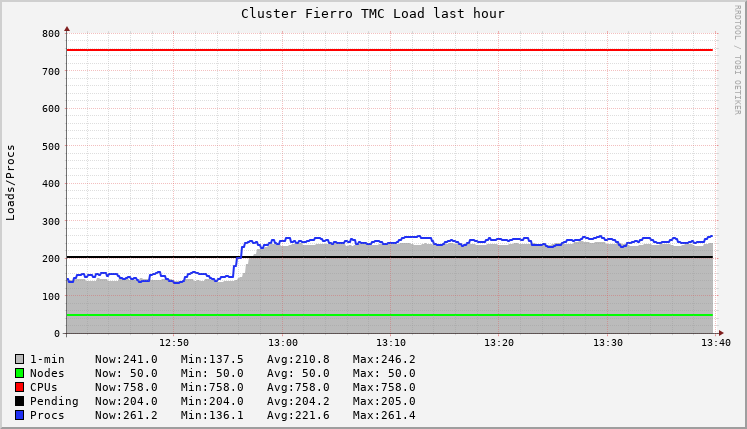 Cluster Fierro TMC Load last hour
RRDTOOL / TOBI OETIKER
Loads/Procs
800
700
600
500
400
300
200
100
0
12:50 13:00 13:10 13:20 13:30 13:40
1-min Now:241.0 Min:137.5 Avg:210.8 Max:246.2
Nodes Now: 50.0 Min: 50.0 Avg: 50.0 Max: 50.0
CPUs Now:758.0 Min:758.0 Avg:758.0 Max:758.0
Pending Now:204.0 Min:204.0 Avg:204.2 Max:205.0
Procs Now:261.2 Min:136.1 Avg:221.6 Max:261.4